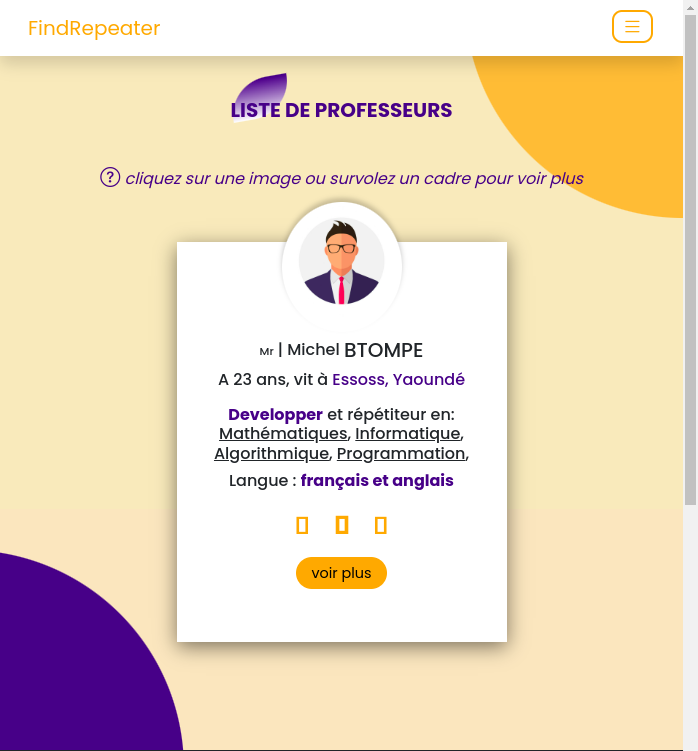 FindRepeater
LISTE DE PROFESSEURS
cliquez sur une image ou survolez un cadre pour voir plus
Mr | Michel BTOMPE
A 23 ans, vit à Essoss, Yaoundé
Developper et répétiteur en:
Mathématiques, Informatique,
Algorithmique, Programmation,
Langue : français et anglais
voir plus